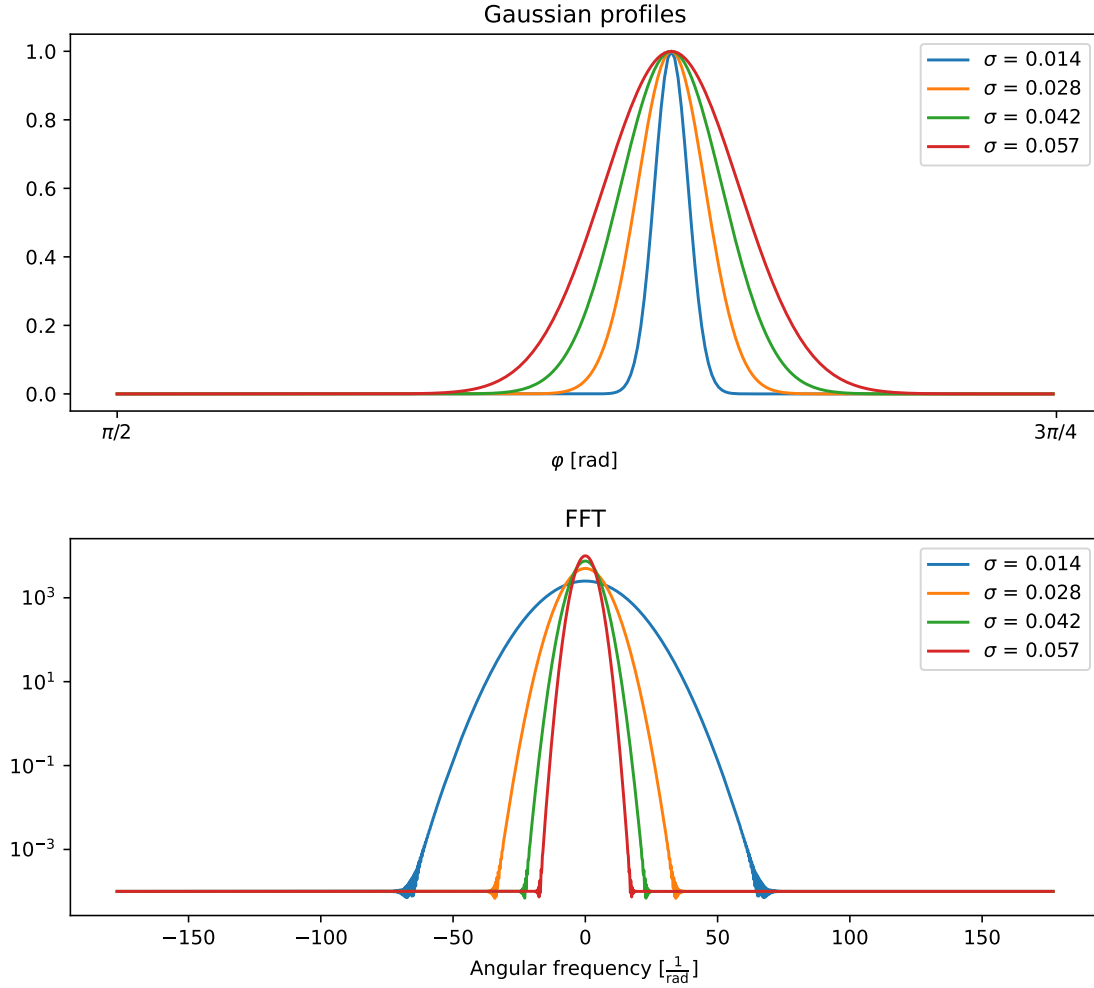 Gaussian profiles
1.0
0.8
0.6
0.4
0.2
0.0
σ = 0.014
σ = 0.028
σ = 0.042
σ = 0.057
π/2
3π/4
φ [rad]
FFT
10³
10¹
10⁻¹
10⁻³
σ = 0.014
σ = 0.028
σ = 0.042
σ = 0.057
−150 −100 −50 0 50 100 150
Angular frequency [1/rad]